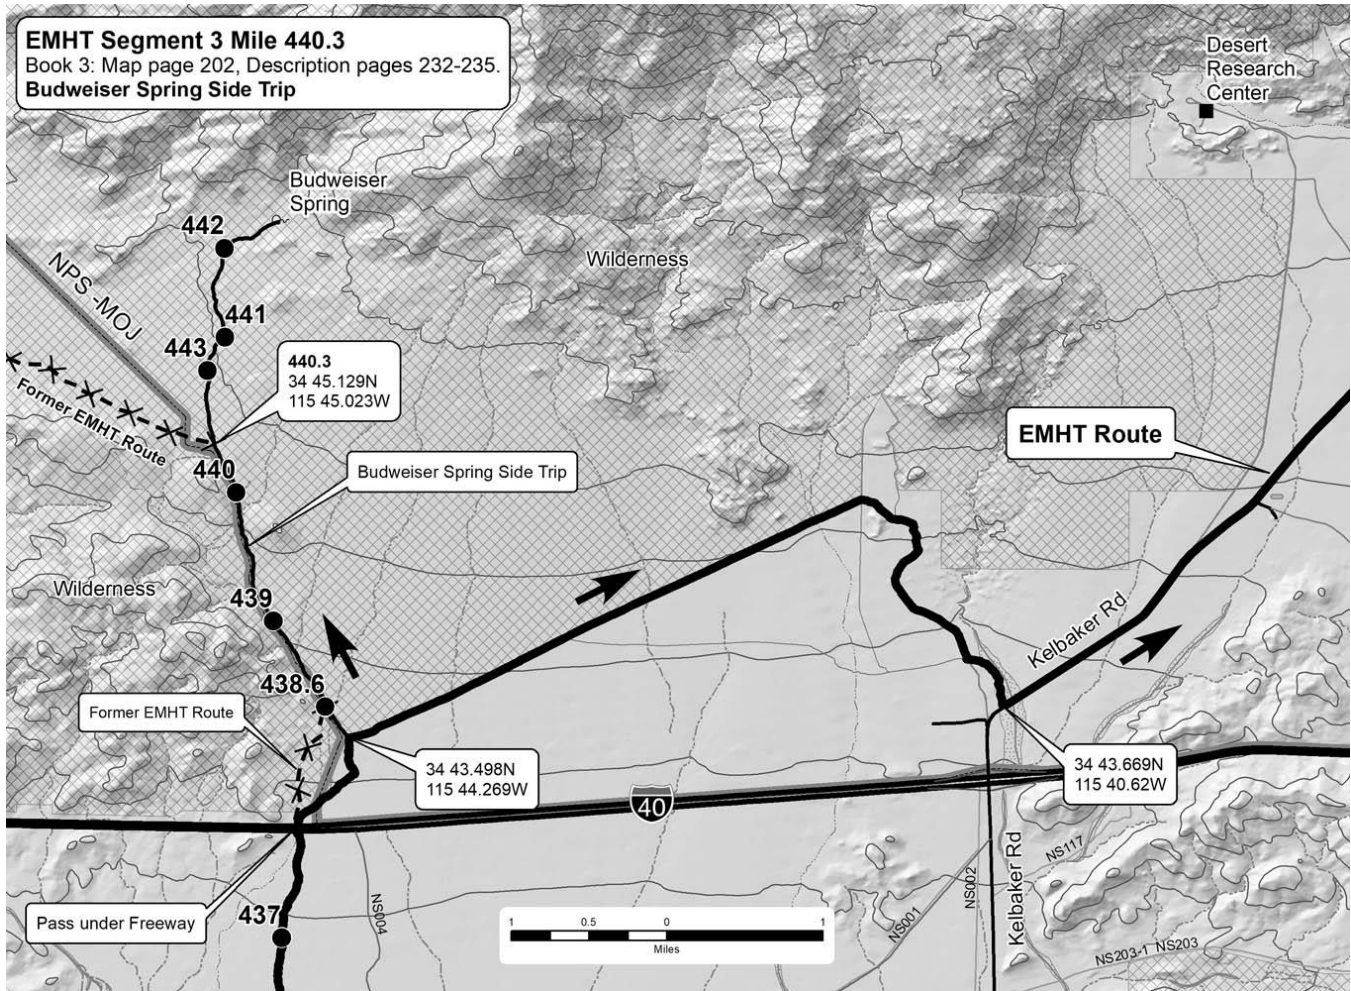 EMHT Segment 3 Mile 440.3
Book 3: Map page 202, Description pages 232-235.
Budweiser Spring Side Trip
Desert
Research
Center
Budweiser
Spring
442
Wilderness
NPS -MOJ
441
443
440.3
34 45.129N
115 45.023W
Former EMHT Route
EMHT Route
440
Budweiser Spring Side Trip
Wilderness
439
Kelbaker Rd
438.6
Former EMHT Route
34 43.498N
115 44.269W
34 43.669N
115 40.62W
40
NS117
Pass under Freeway
437
NS004
NS001
NS002
Kelbaker Rd
NS203-1 NS203
1 0.5 0 1
Miles